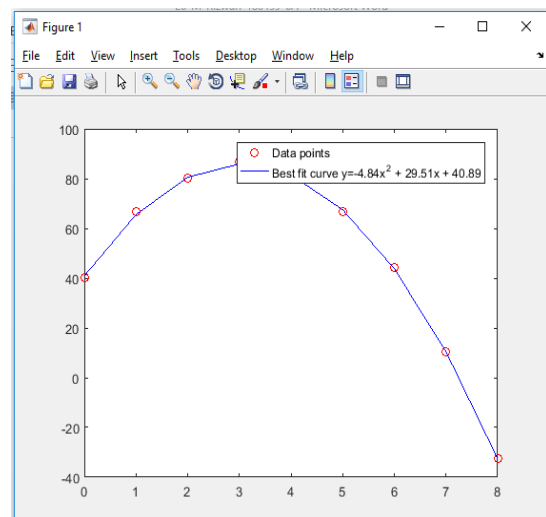 Figure 1
File Edit View Insert Tools Desktop Window Help
100
80
60
40
20
0
-20
-40
Data points
Best fit curve y=-4.84x² + 29.51x + 40.89
0 1 2 3 4 5 6 7 8